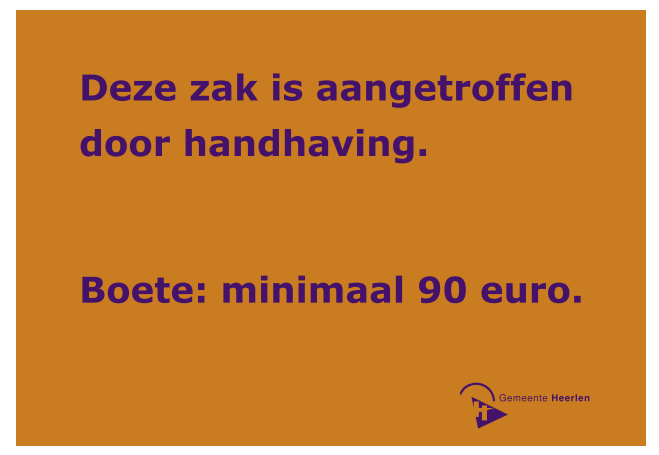 Deze zak is aangetroffen
door handhaving.
Boete: minimaal 90 euro.
Gemeente Heerlen